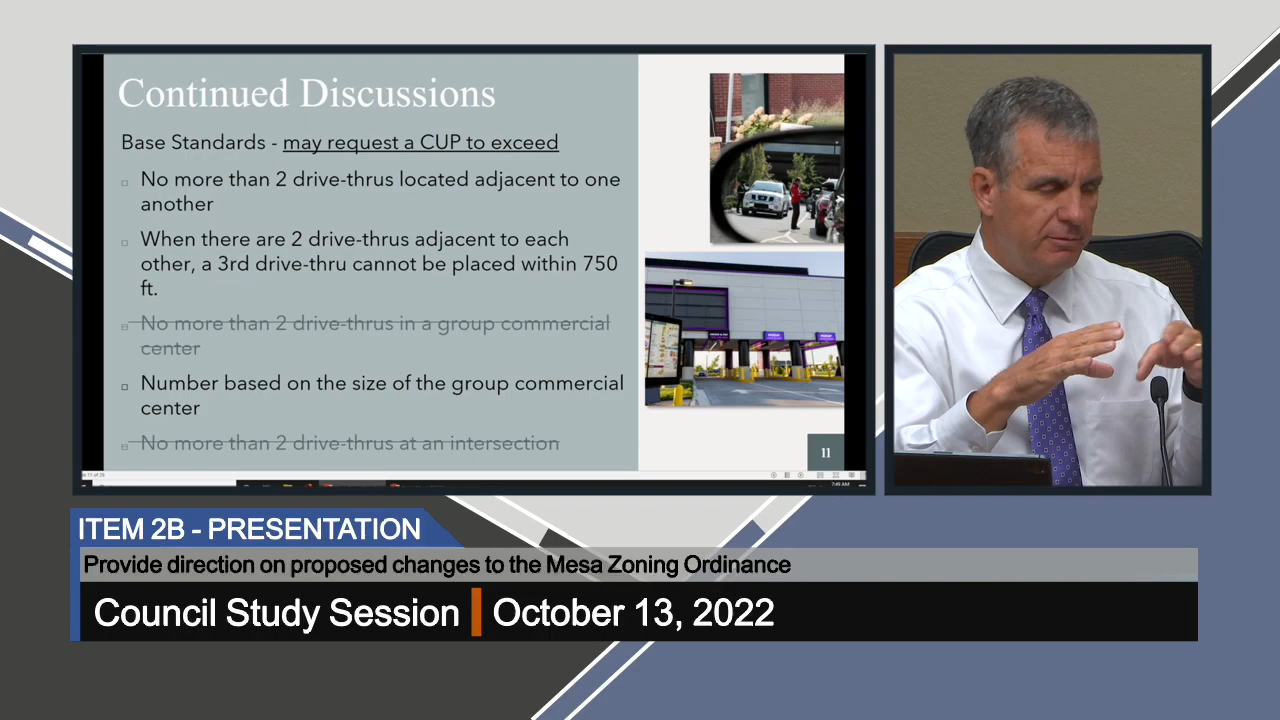 Continued Discussions
Base Standards - may request a CUP to exceed
No more than 2 drive-thrus located adjacent to one
another
When there are 2 drive-thrus adjacent to each
other, a 3rd drive-thru cannot be placed within 750
ft.
No more than 2 drive-thrus in a group commercial
center
Number based on the size of the group commercial
center
No more than 2 drive-thrus at an intersection
11
7:49 AM
ITEM 2B - PRESENTATION
Provide direction on proposed changes to the Mesa Zoning Ordinance
Council Study Session
October 13, 2022